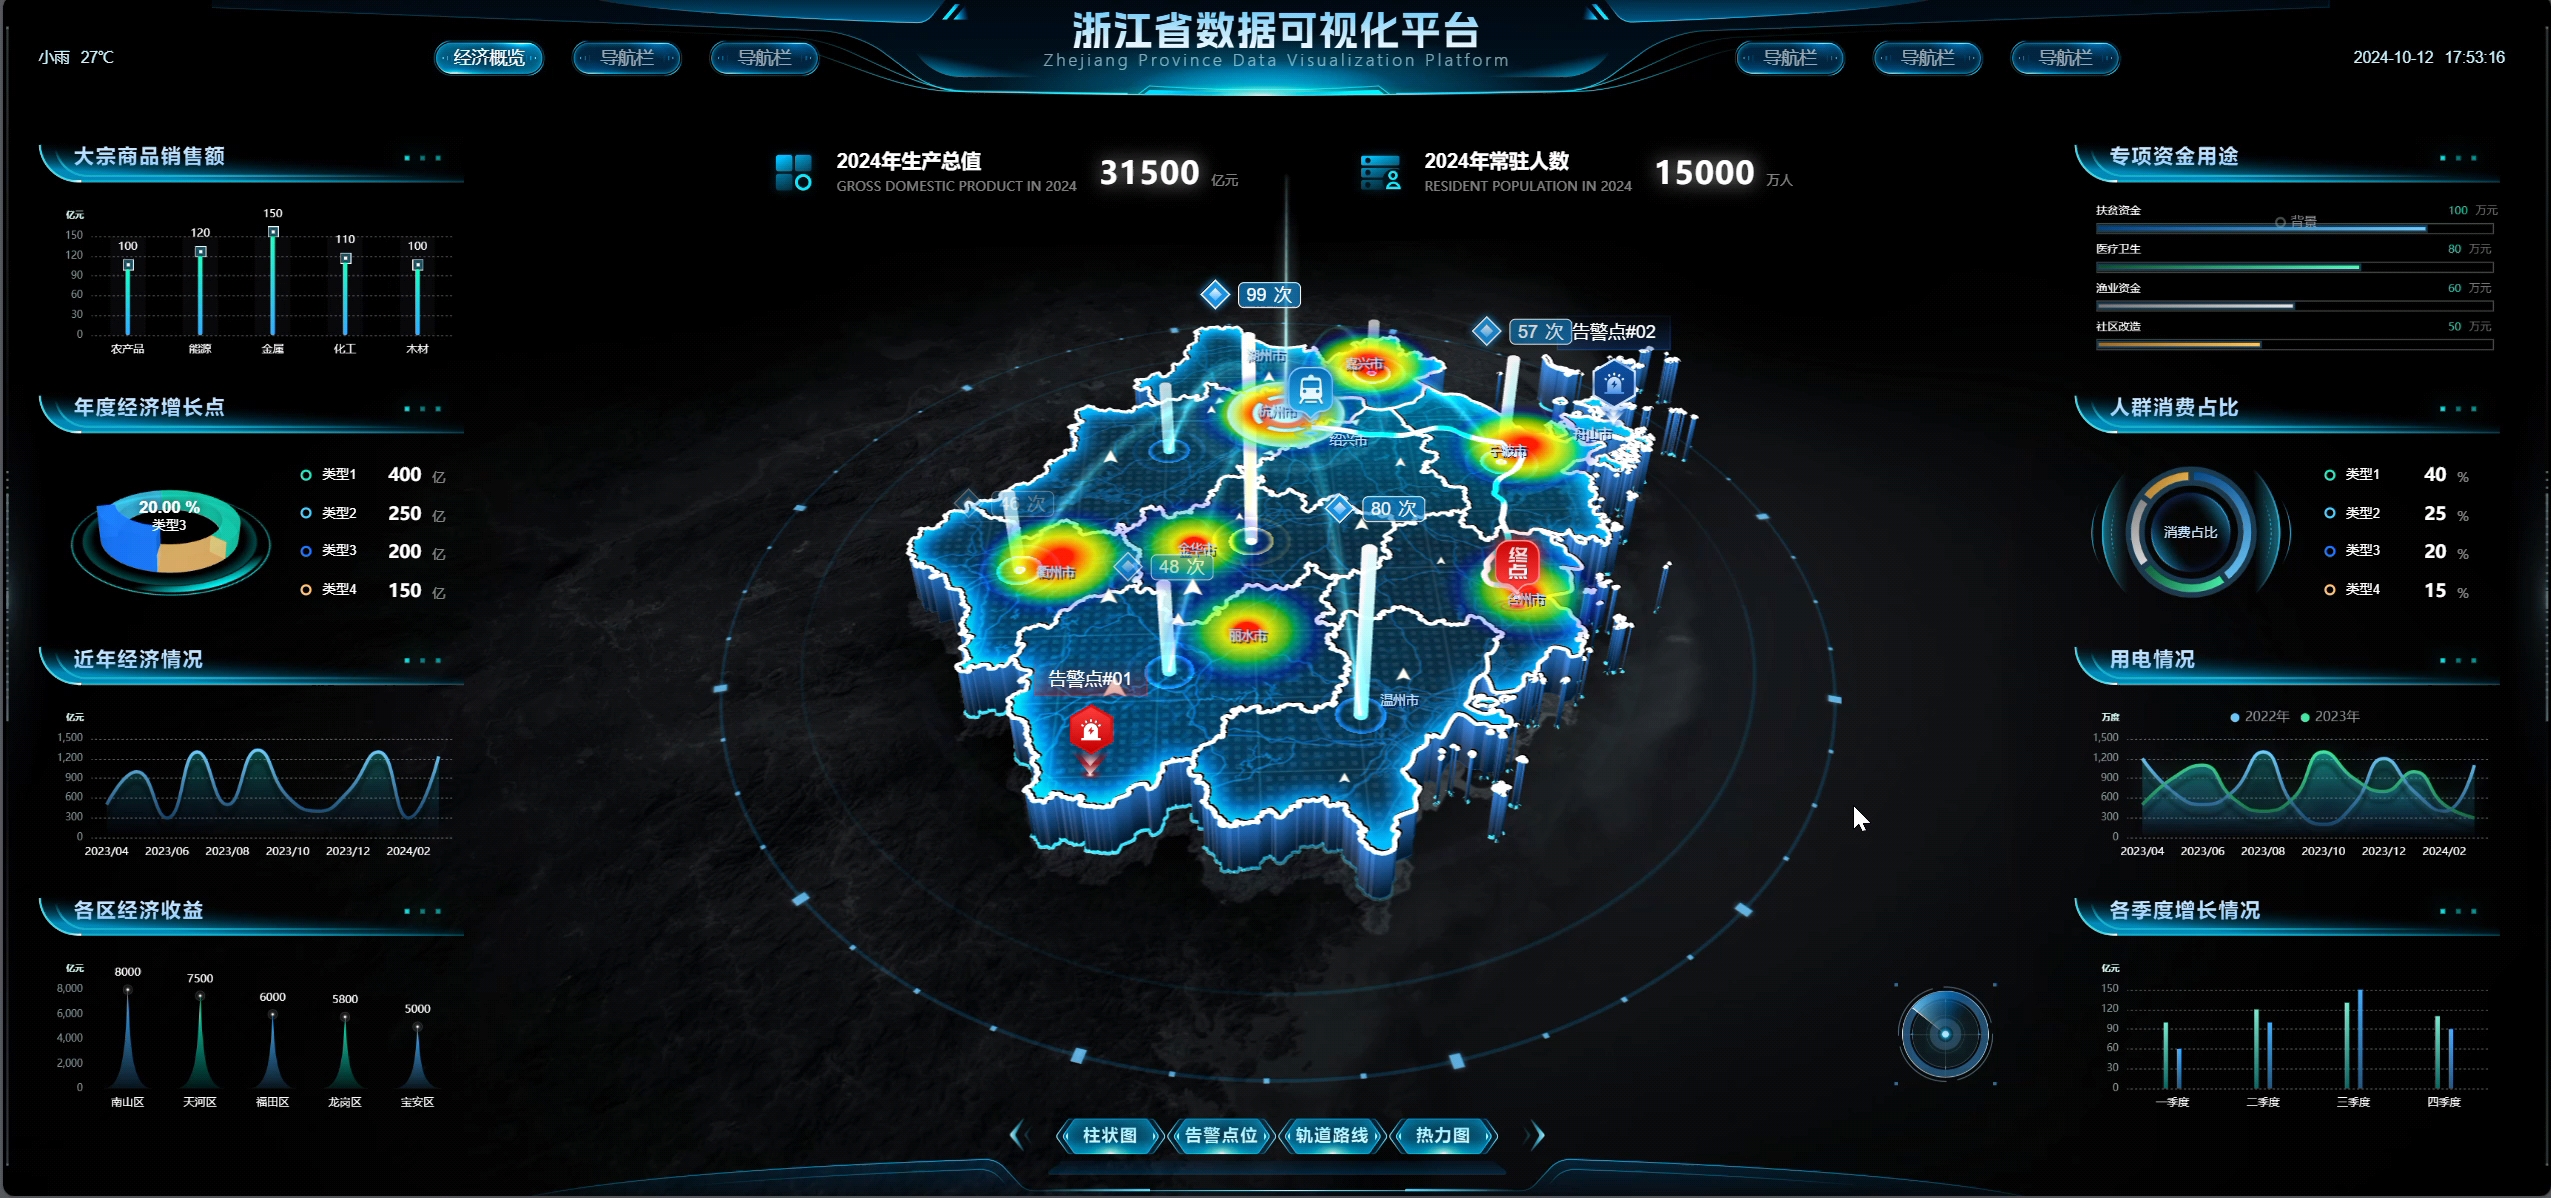 浙江省数据可视化平台
Zhejiang Province Data Visualization Platform
小雨 27℃
经济概览 导航栏 导航栏
导航栏 导航栏 导航栏
2024-10-12 17:53:16
2024年生产总值
GROSS DOMESTIC PRODUCT IN 2024
31500 亿元
2024年常驻人数
RESIDENT POPULATION IN 2024
15000 万人
大宗商品销售额
亿元
150
120
90
60
30
0
100 120 150 110 100
农产品 能源 金属 化工 木材
年度经济增长点
20.00 %
类型3
类型1 400 亿
类型2 250 亿
类型3 200 亿
类型4 150 亿
近年经济情况
亿元
1,500
1,200
900
600
300
0
2023/04 2023/06 2023/08 2023/10 2023/12 2024/02
各区经济收益
亿元
8,000
6,000
4,000
2,000
0
8000 7500 6000 5800 5000
南山区 天河区 福田区 龙岗区 宝安区
99 次
57 次
告警点#02
湖州市
嘉兴市
杭州市
绍兴市
宁波市
舟山市
46 次
80 次
金华市
48 次
衢州市
终点
台州市
丽水市
告警点#01
温州市
柱状图 告警点位 轨道路线 热力图
专项资金用途
背景
扶贫资金 100 万元
医疗卫生 80 万元
渔业资金 60 万元
社区改造 50 万元
人群消费占比
消费占比
类型1 40 %
类型2 25 %
类型3 20 %
类型4 15 %
用电情况
万度
2022年 2023年
1,500
1,200
900
600
300
0
2023/04 2023/06 2023/08 2023/10 2023/12 2024/02
各季度增长情况
亿元
150
120
90
60
30
0
一季度 二季度 三季度 四季度